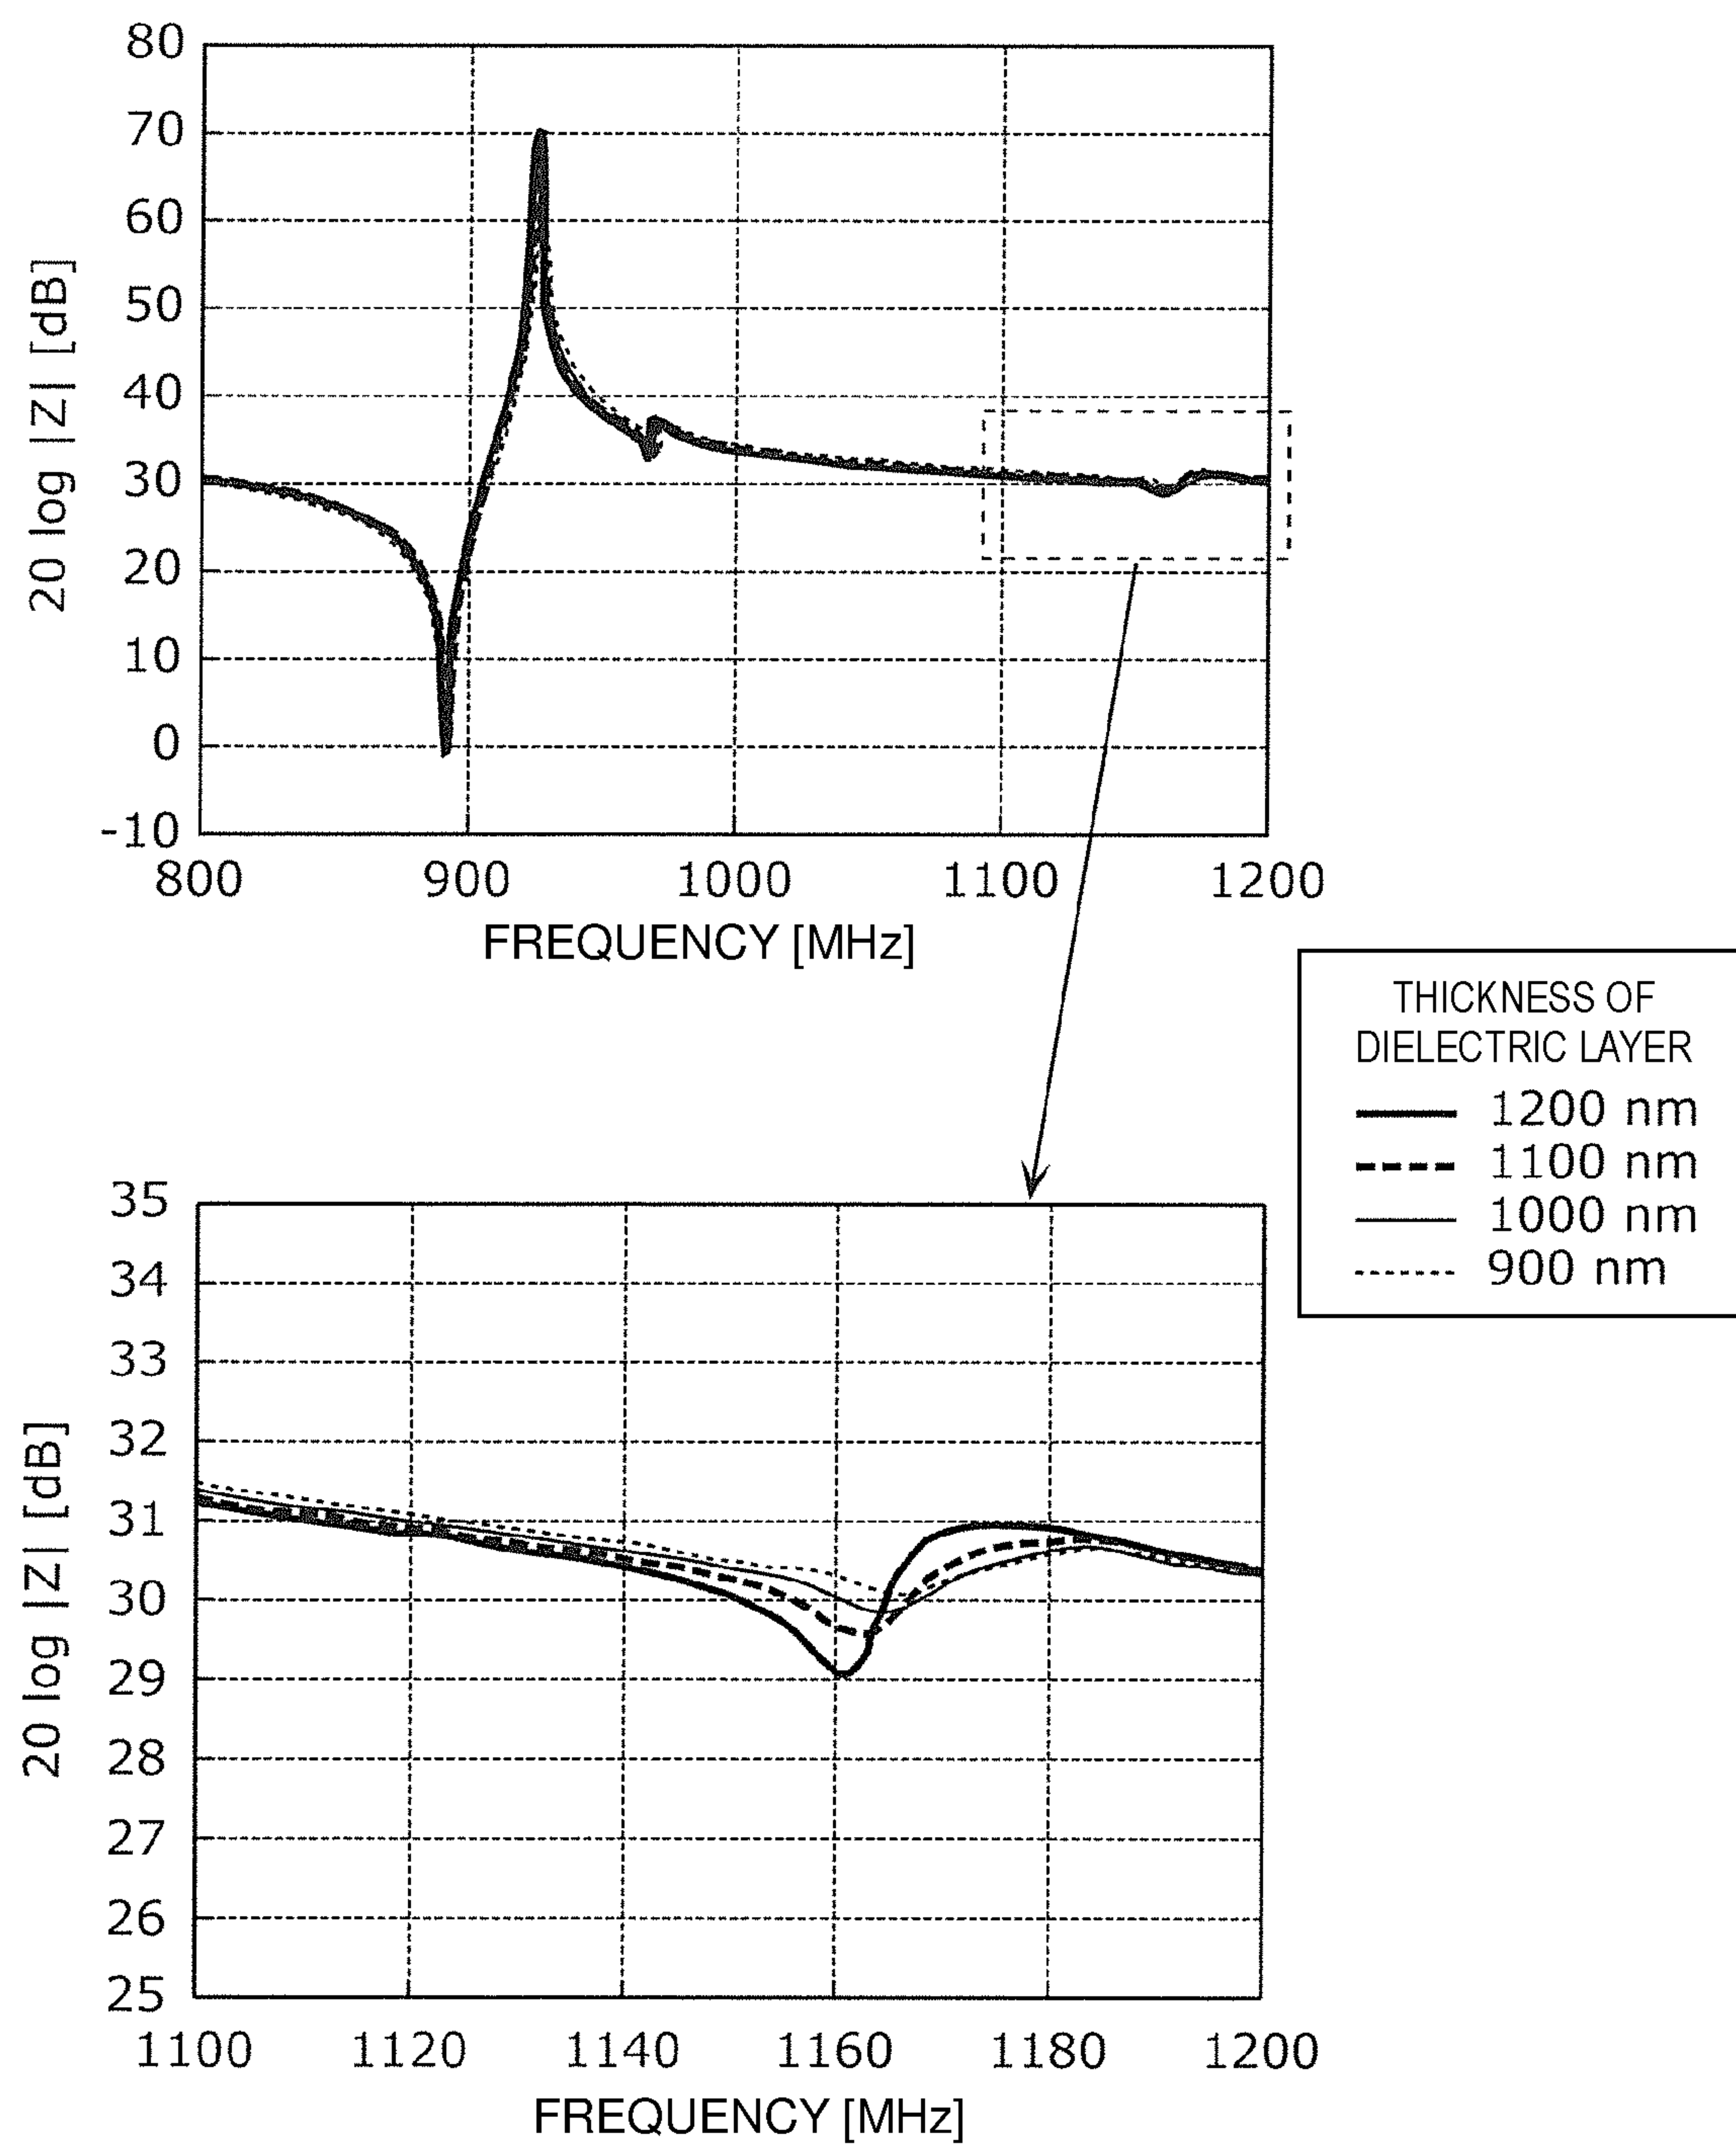 80
70
60
50
40
30
20
10
0
-10
20 log |Z| [dB]
800 900 1000 1100 1200
FREQUENCY [MHz]
THICKNESS OF
DIELECTRIC LAYER
1200 nm
1100 nm
1000 nm
900 nm
35
34
33
32
31
30
29
28
27
26
25
20 log |Z| [dB]
1100 1120 1140 1160 1180 1200
FREQUENCY [MHz]